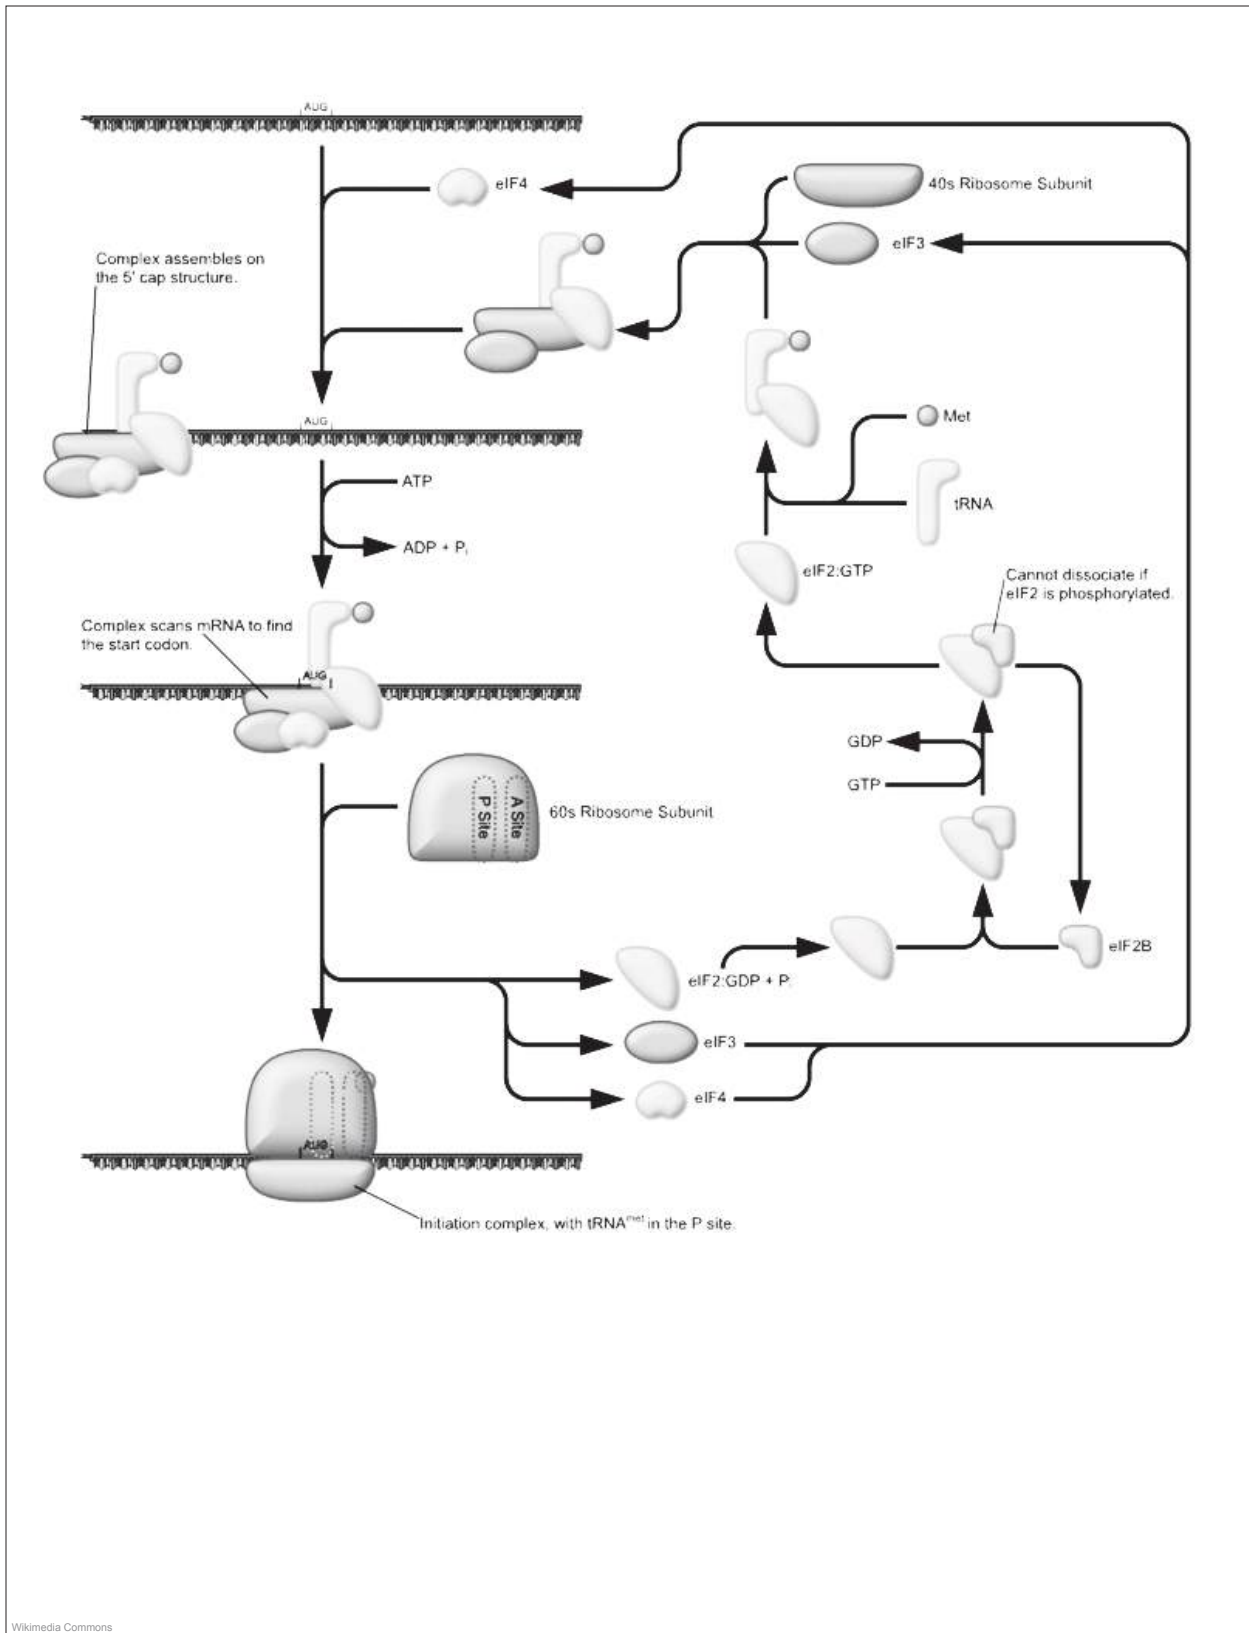 AUG
eIF4
40s Ribosome Subunit
eIF3
Complex assembles on
the 5' cap structure.
Met
AUG
ATP
tRNA
ADP + Pi
eIF2:GTP
Cannot dissociate if
eIF2 is phosphorylated.
Complex scans mRNA to find
the start codon.
AUG
GDP
GTP
P Site
A Site
60s Ribosome Subunit
eIF2B
eIF2:GDP + Pi
eIF3
eIF4
AUG
Initiation complex, with tRNAmet in the P site.
Wikimedia Commons